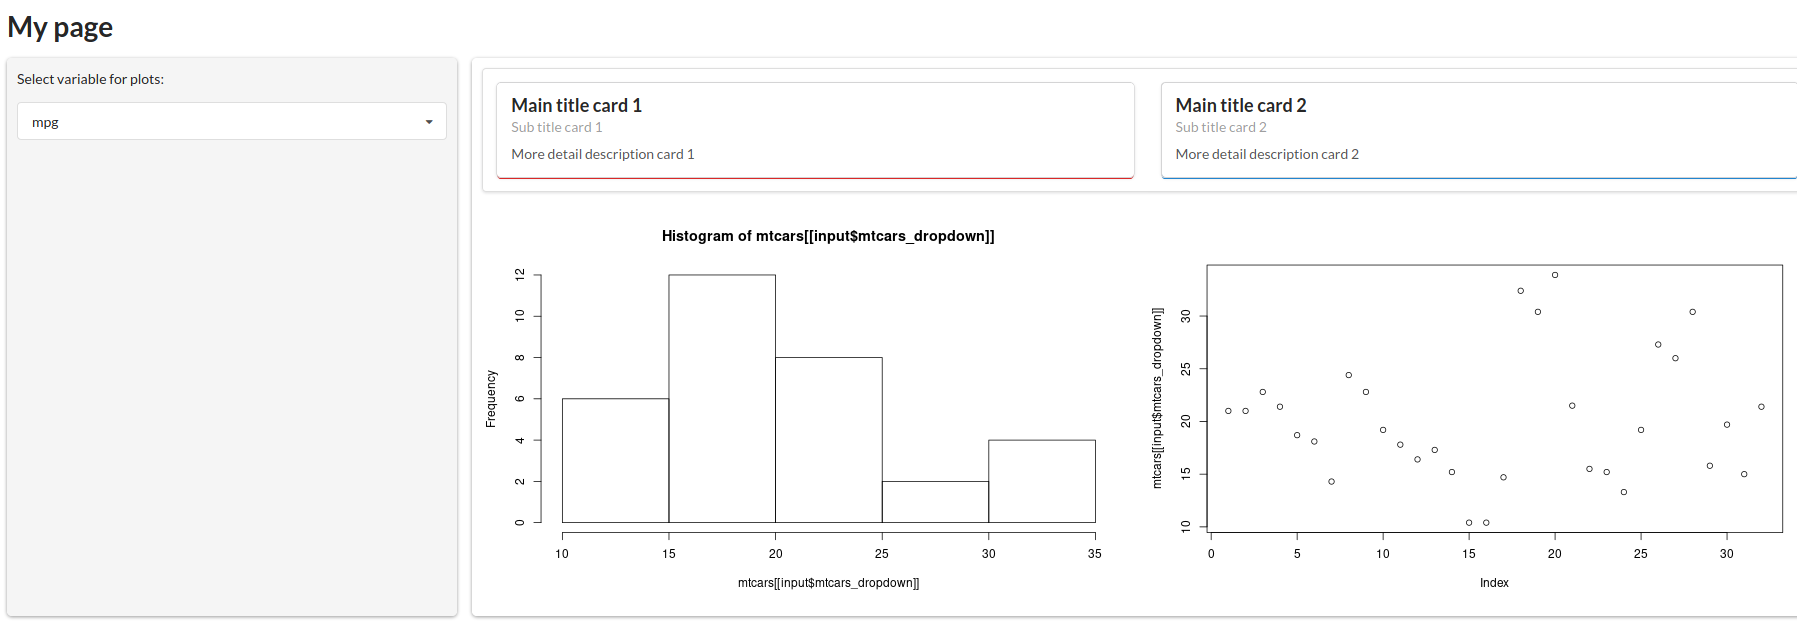 My page
Select variable for plots:
mpg
Main title card 1
Sub title card 1
More detail description card 1
Main title card 2
Sub title card 2
More detail description card 2
Histogram of mtcars[[input$mtcars_dropdown]]
Frequency
12
10
8
6
4
2
0
10 15 20 25 30 35
mtcars[[input$mtcars_dropdown]]
mtcars[[input$mtcars_dropdown]]
30
25
20
15
10
0 5 10 15 20 25 30
Index